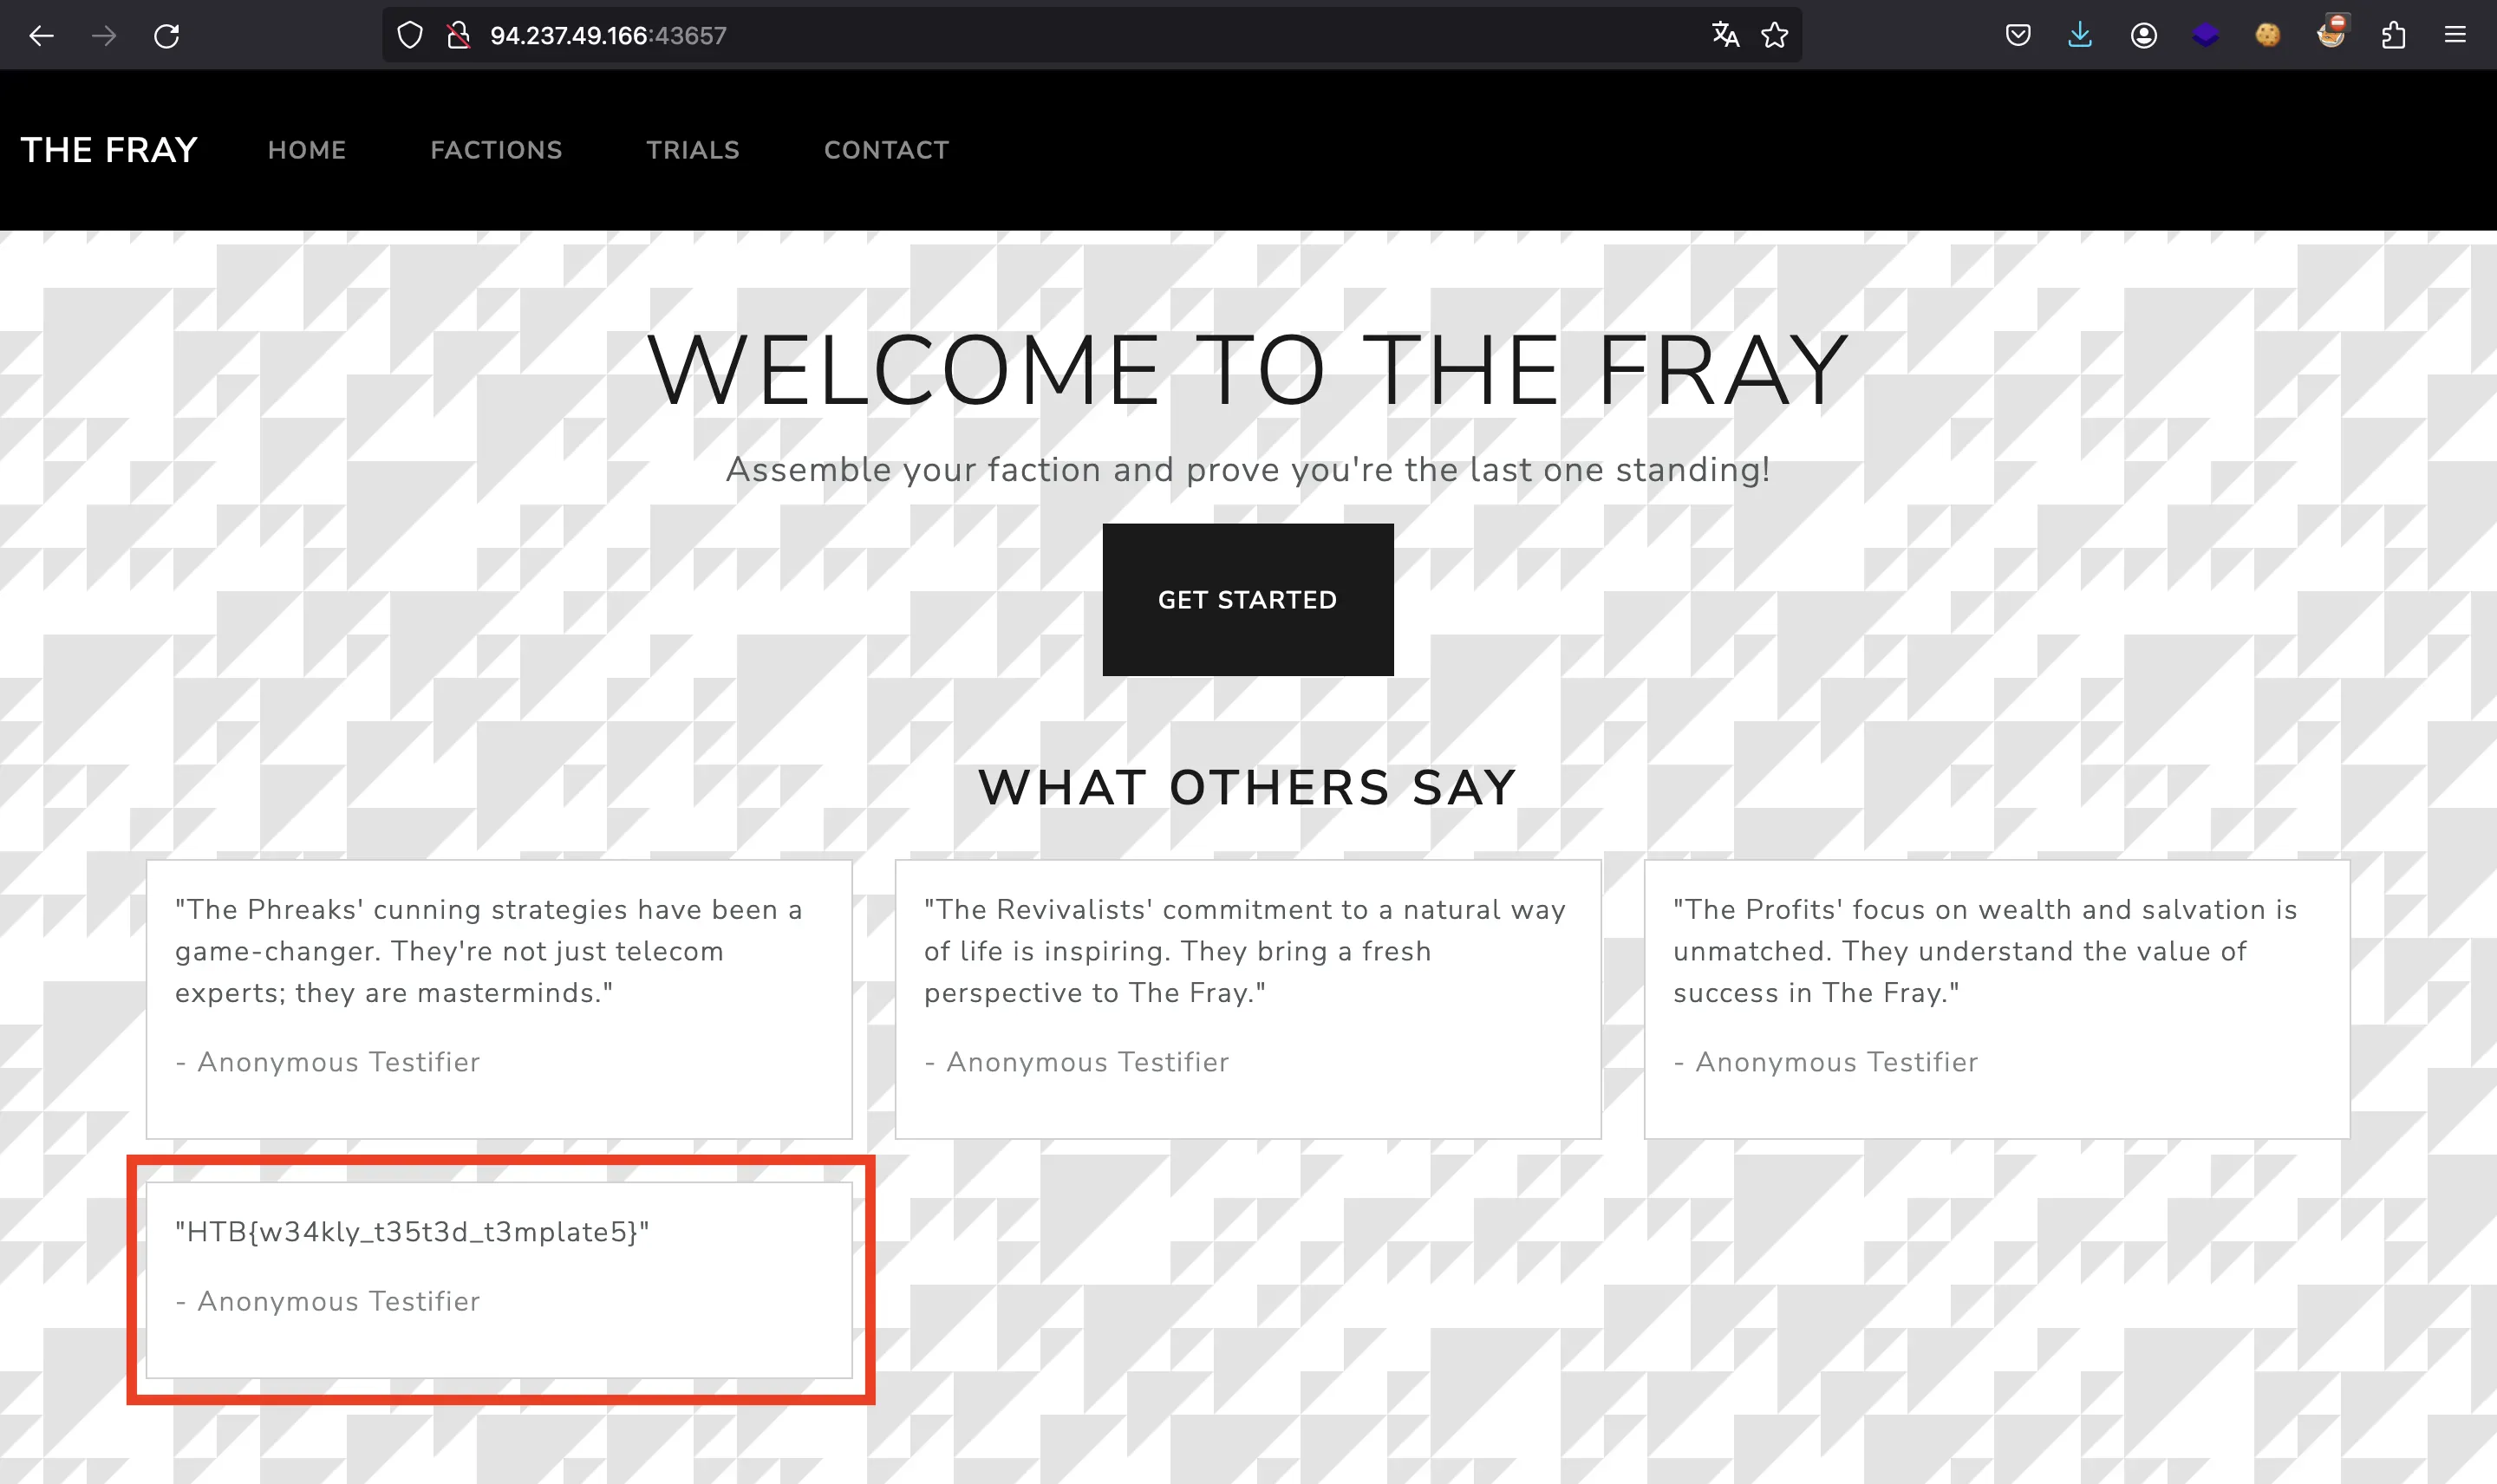 94.237.49.166:43657
THE FRAY HOME FACTIONS TRIALS CONTACT
WELCOME TO THE FRAY
Assemble your faction and prove you're the last one standing!
GET STARTED
WHAT OTHERS SAY
"The Phreaks' cunning strategies have been a
game-changer. They're not just telecom
experts; they are masterminds."
- Anonymous Testifier
"The Revivalists' commitment to a natural way
of life is inspiring. They bring a fresh
perspective to The Fray."
- Anonymous Testifier
"The Profits' focus on wealth and salvation is
unmatched. They understand the value of
success in The Fray."
- Anonymous Testifier
"HTB{w34kly_t35t3d_t3mplate5}"
- Anonymous Testifier